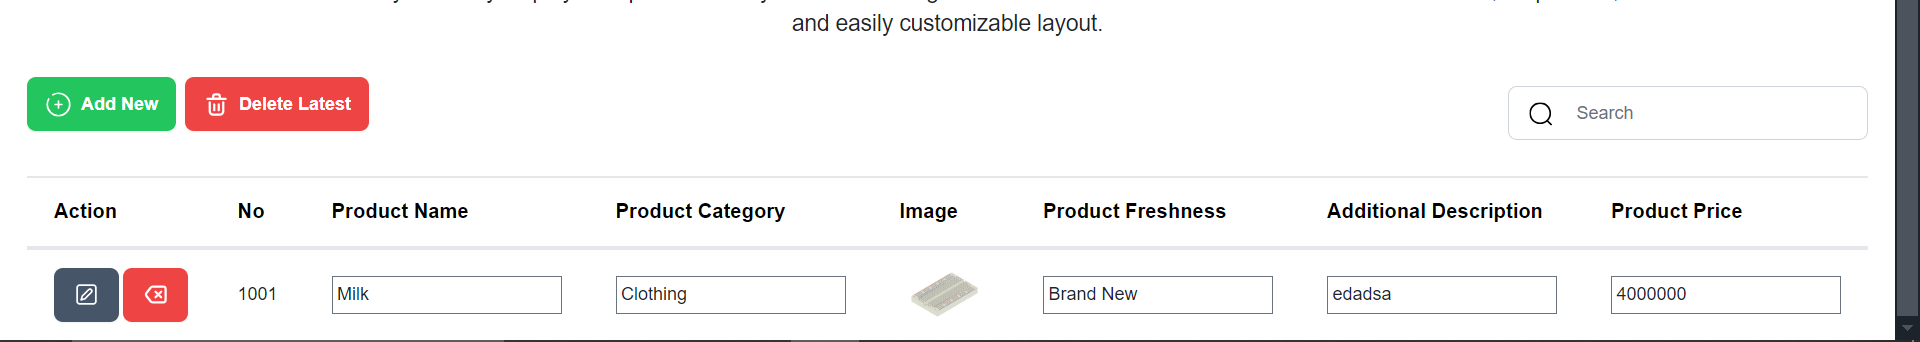 and easily customizable layout.
Add New Delete Latest
Search
Action No Product Name Product Category Image Product Freshness Additional Description Product Price
1001 Milk Clothing Brand New edadsa 4000000